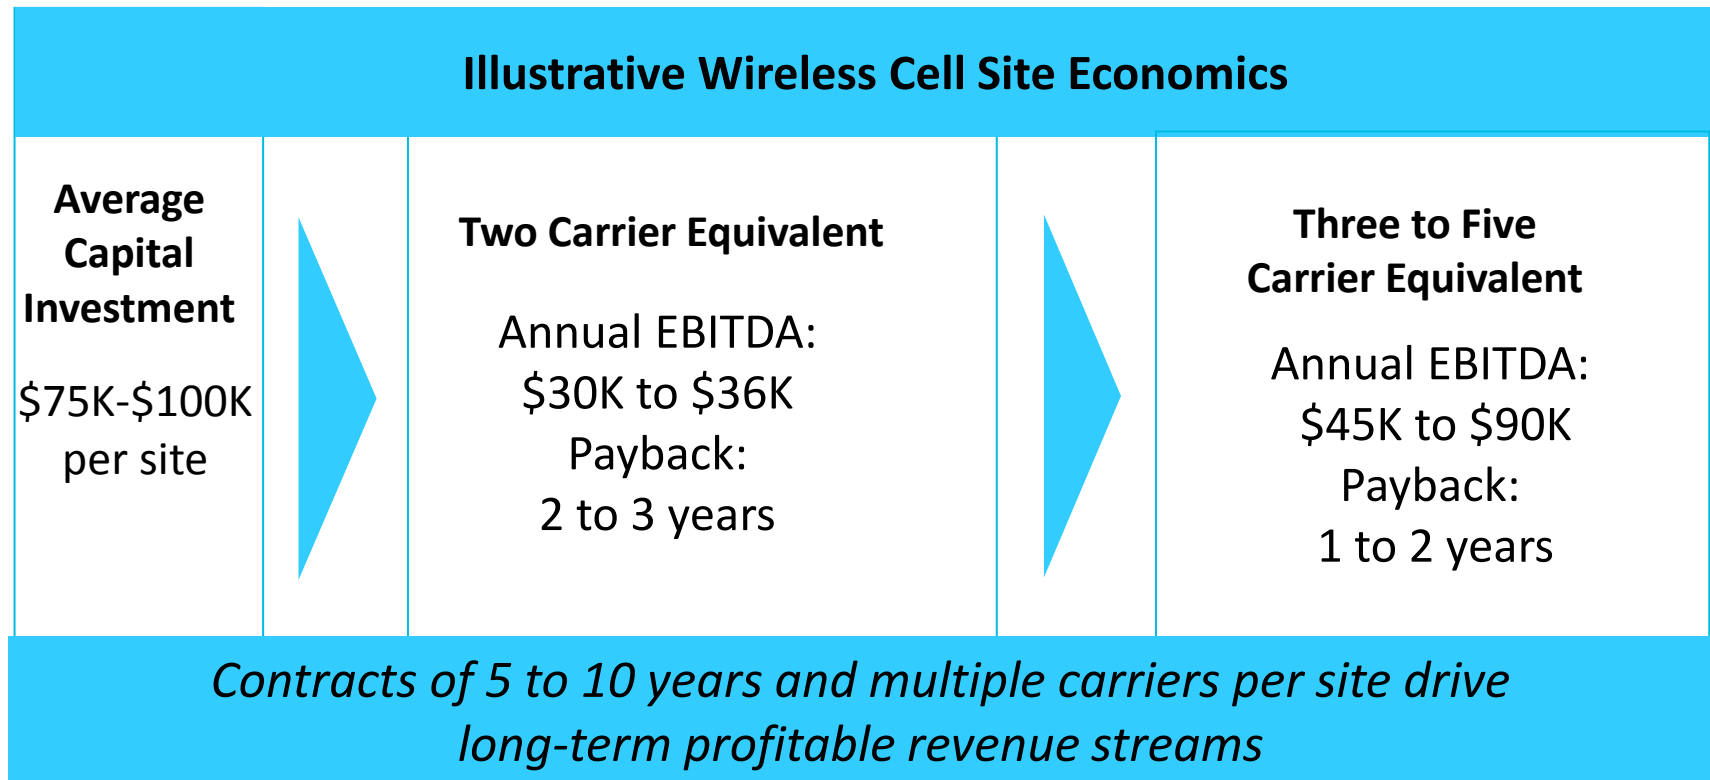 Illustrative Wireless Cell Site Economics
Average
Capital
Investment
$75K-$100K
per site
Two Carrier Equivalent
Annual EBITDA:
$30K to $36K
Payback:
2 to 3 years
Three to Five
Carrier Equivalent
Annual EBITDA:
$45K to $90K
Payback:
1 to 2 years
Contracts of 5 to 10 years and multiple carriers per site drive
long-term profitable revenue streams